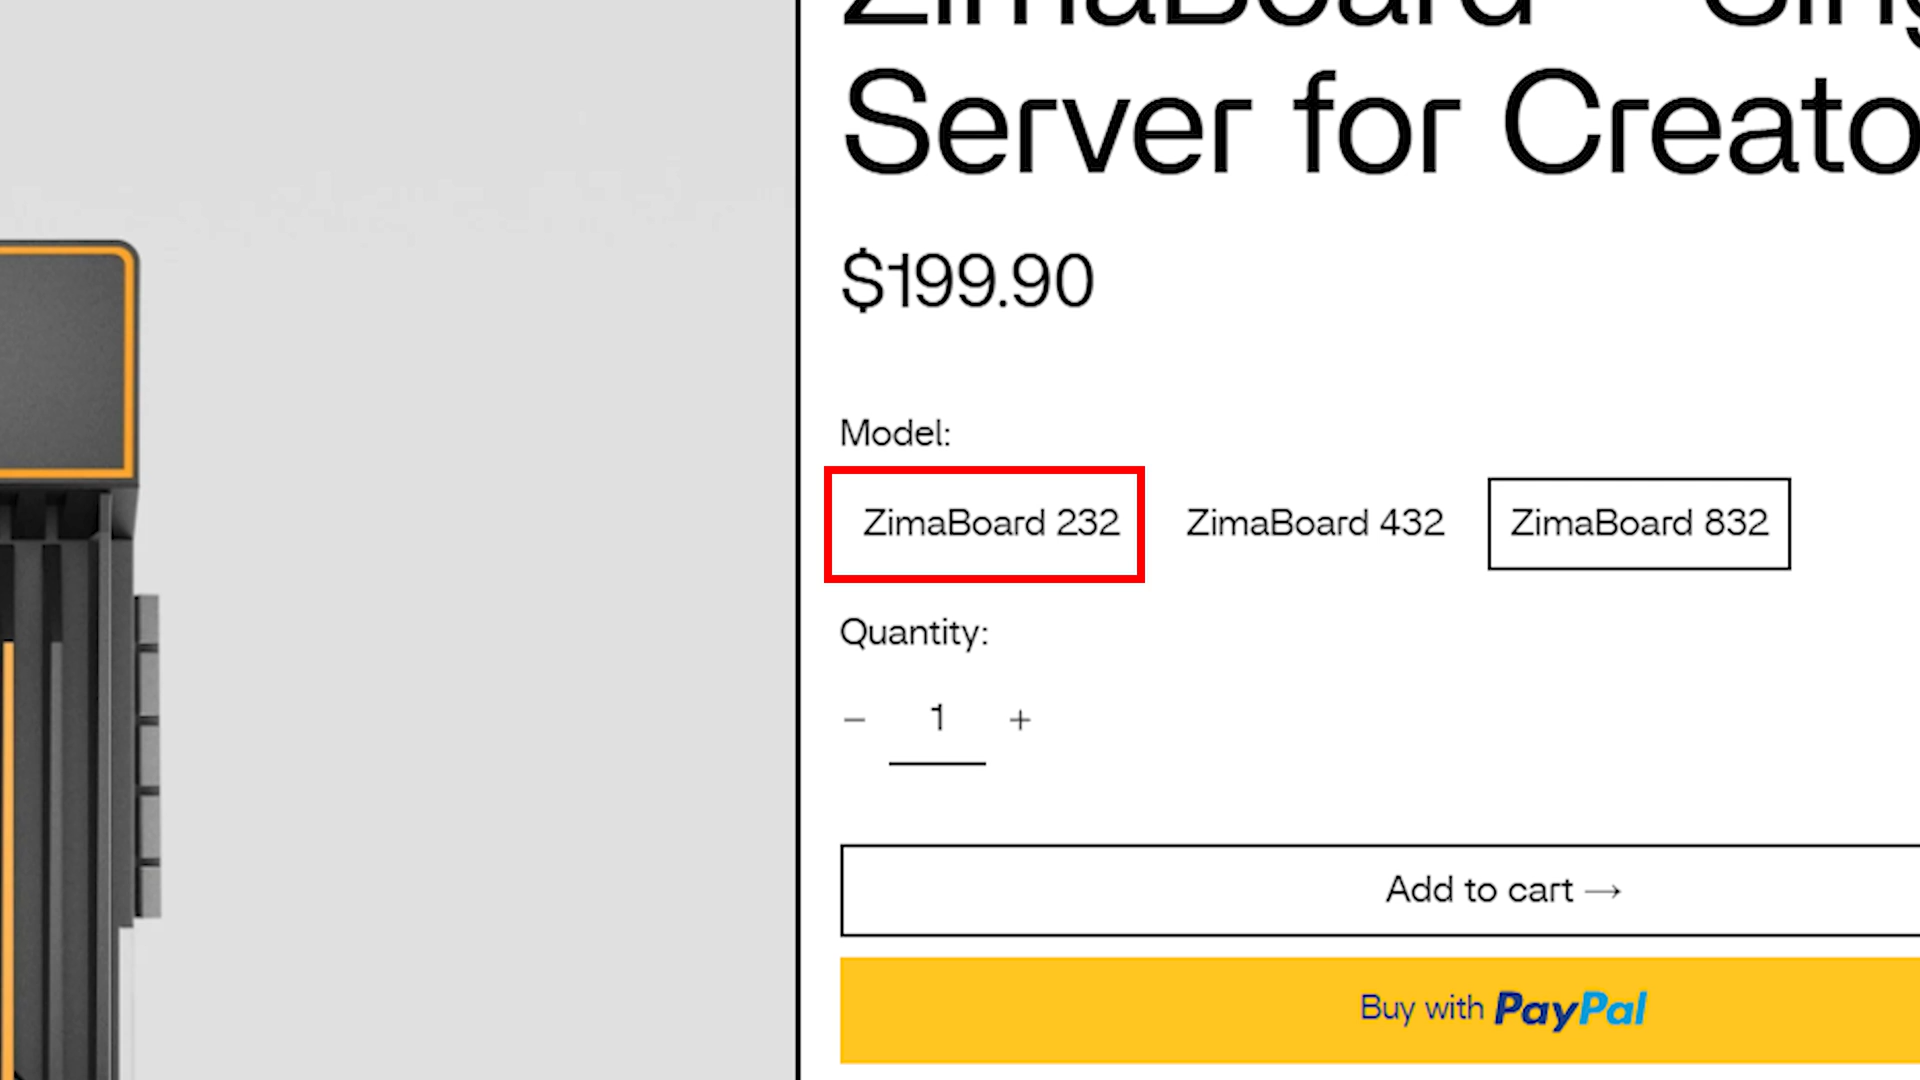 Server for Creato
$199.90
Model:
ZimaBoard 232
ZimaBoard 432
ZimaBoard 832
Quantity:
− 1 +
Add to cart →
Buy with PayPal